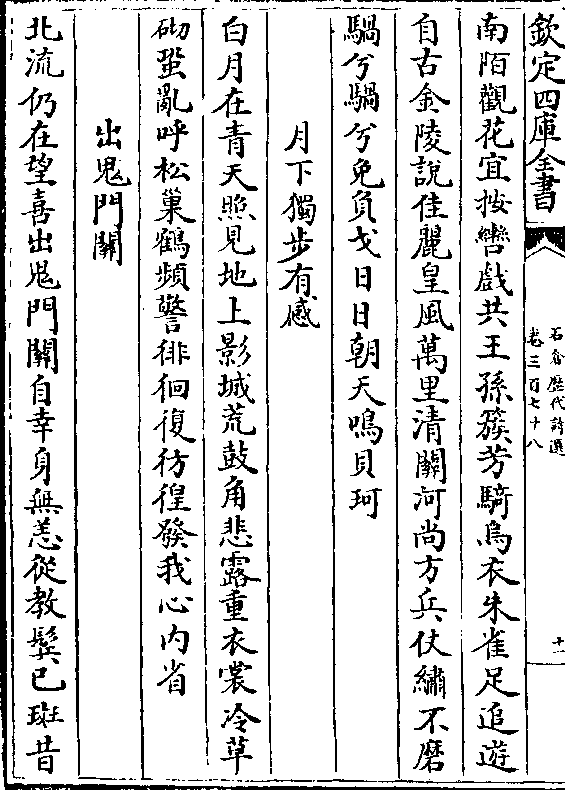 欽定四庫全書
石倉歷代詩選
卷三百七十八
十一
南陌觀花宜按轡戲共王孫簇芳騎烏衣朱雀足追遊
自古金陵說佳麗皇風萬里清關河尚方兵仗繡不磨
騧兮騧兮免負戈日日朝天鳴貝珂
月下獨步有感
白月在青天照見地上影城荒鼓角悲露重衣裳冷草
砌蛩亂呼松巢鶴頻警徘徊復彷徨發我心內省
出鬼門關
北流仍在望喜出鬼門關自幸身無恙從教鬢已斑昔